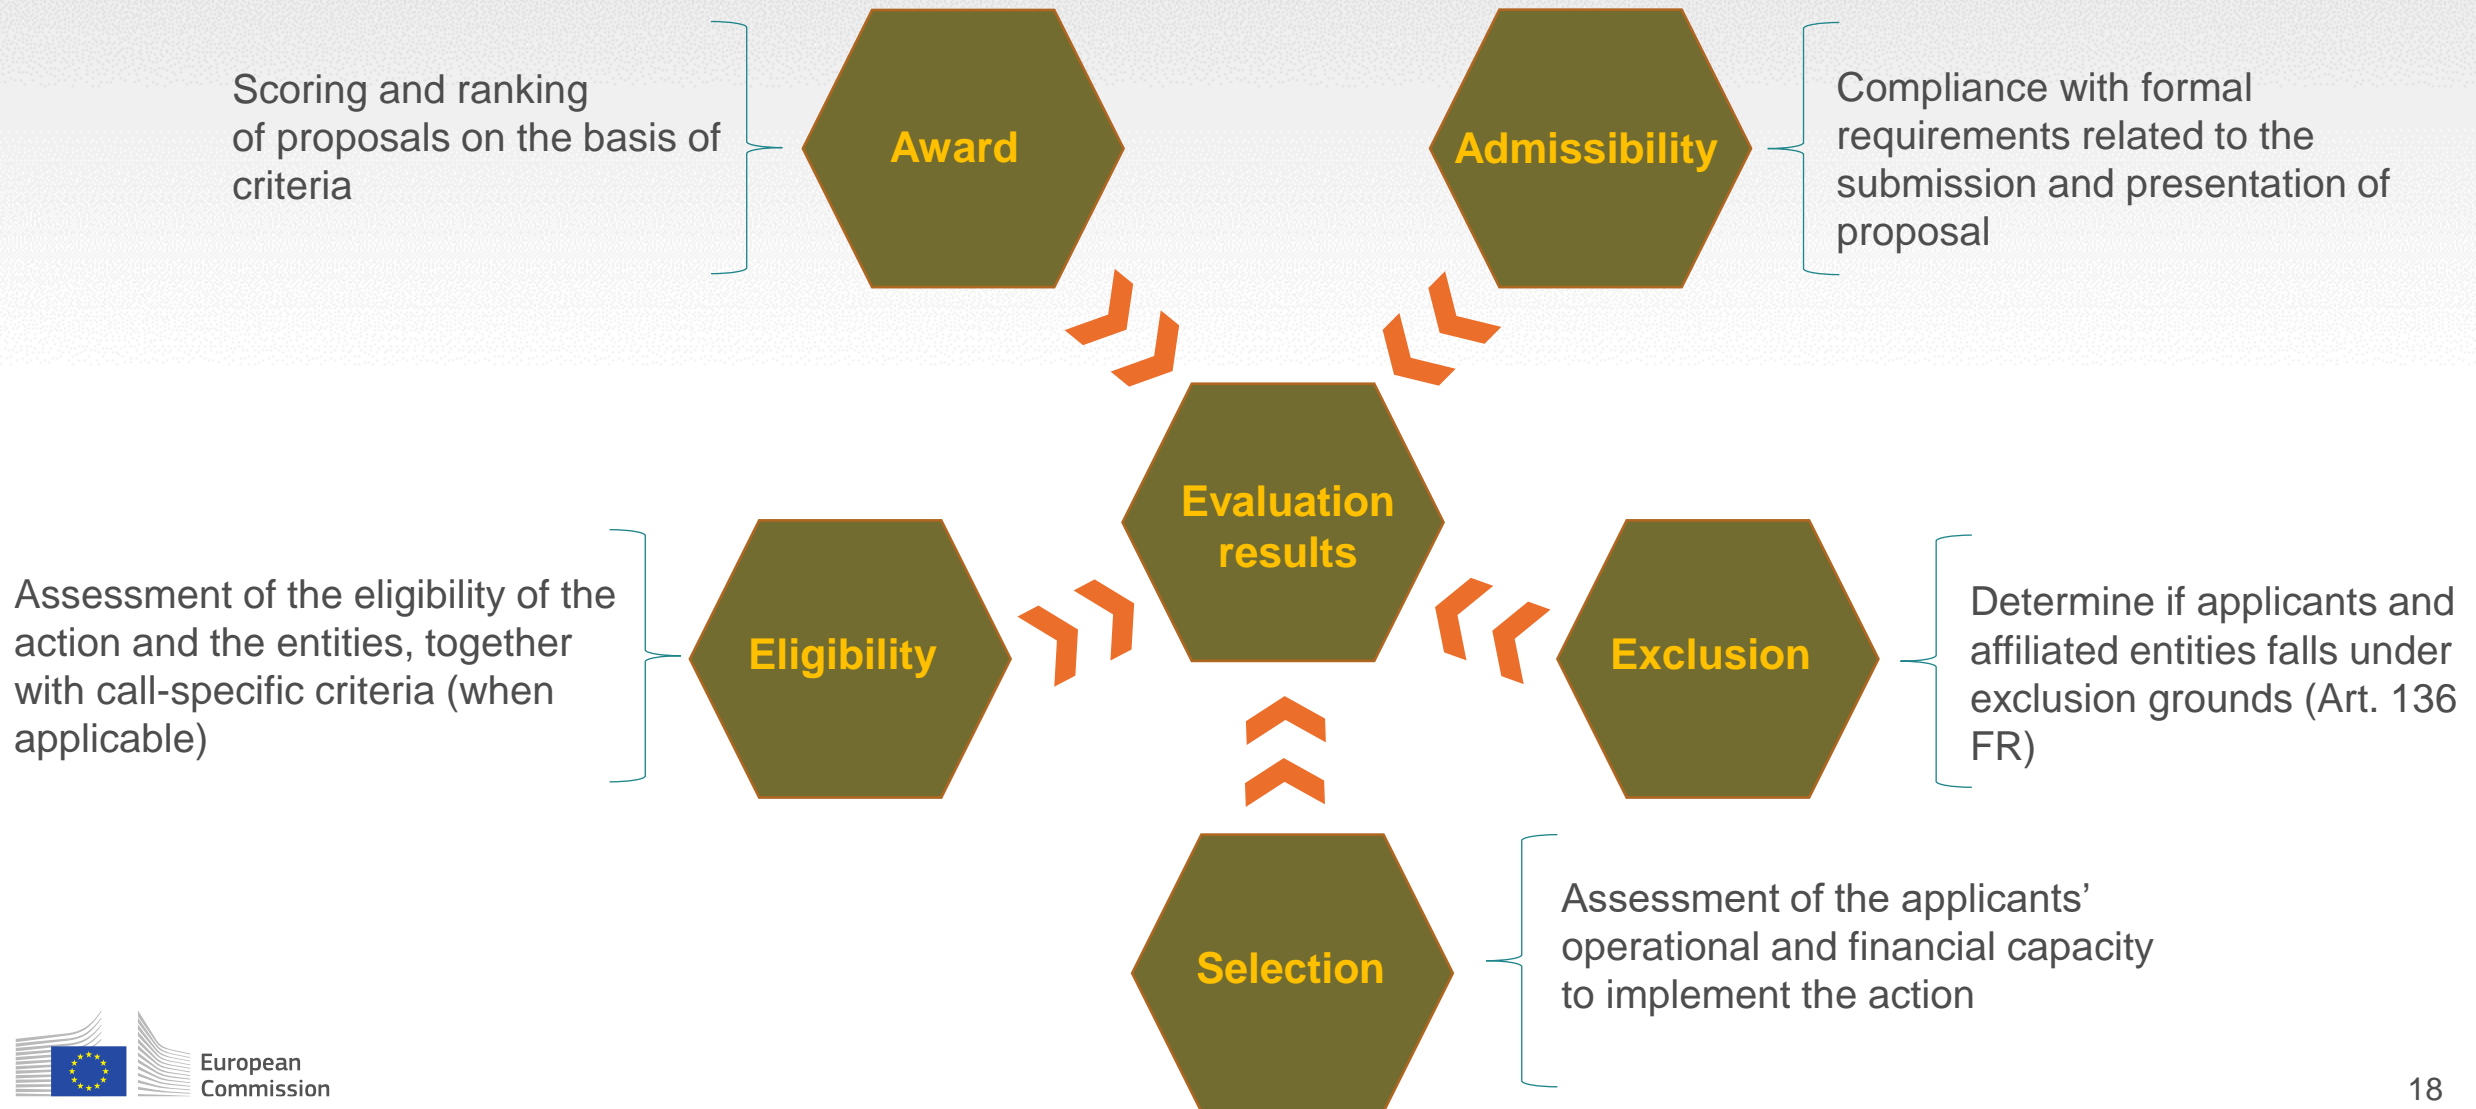 Scoring and ranking
of proposals on the basis of
criteria
Award
Admissibility
Compliance with formal
requirements related to the
submission and presentation of
proposal
Evaluation
results
Assessment of the eligibility of the
action and the entities, together
with call-specific criteria (when
applicable)
Eligibility
Exclusion
Determine if applicants and
affiliated entities falls under
exclusion grounds (Art. 136
FR)
Selection
Assessment of the applicants’
operational and financial capacity
to implement the action
European
Commission
18